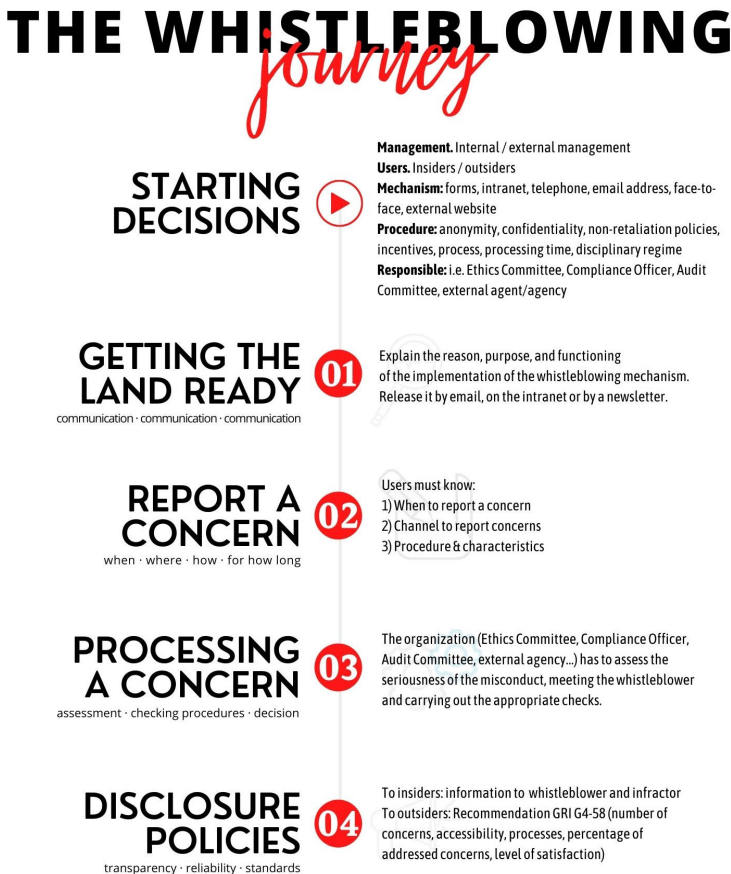 THE WHISTLEBLOWING
journey
STARTING
DECISIONS
Management. Internal / external management
Users. Insiders / outsiders
Mechanism: forms, intranet, telephone, email address, face-to-
face, external website
Procedure: anonymity, confidentiality, non-retaliation policies,
incentives, process, processing time, disciplinary regime
Responsible: i.e. Ethics Committee, Compliance Officer, Audit
Committee, external agent/agency
GETTING THE
LAND READY
communication · communication · communication
01
Explain the reason, purpose, and functioning
of the implementation of the whistleblowing mechanism.
Release it by email, on the intranet or by a newsletter.
REPORT A
CONCERN
when · where · how · for how long
02
Users must know:
1) When to report a concern
2) Channel to report concerns
3) Procedure & characteristics
PROCESSING
A CONCERN
assessment · checking procedures · decision
03
The organization (Ethics Committee, Compliance Officer,
Audit Committee, external agency...) has to assess the
seriousness of the misconduct, meeting the whistleblower
and carrying out the appropriate checks.
DISCLOSURE
POLICIES
transparency · reliability · standards
04
To insiders: information to whistleblower and infractor
To outsiders: Recommendation GRI G4-58 (number of
concerns, accessibility, processes, percentage of
addressed concerns, level of satisfaction)